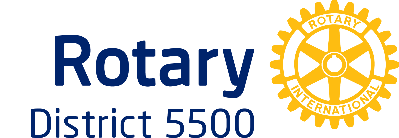 Rotary
District 5500
ROTARY
INTERNATIONAL